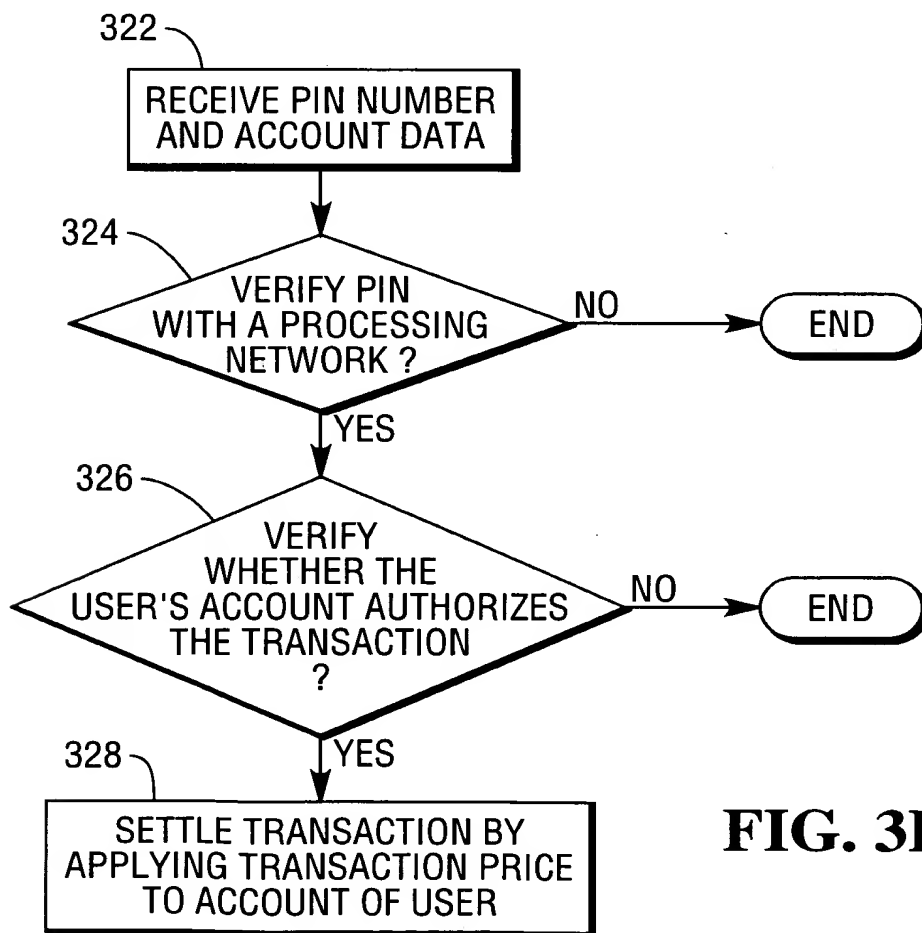 322
RECEIVE PIN NUMBER
AND ACCOUNT DATA
324
VERIFY PIN
WITH A PROCESSING
NETWORK ?
NO
END
YES
326
VERIFY
WHETHER THE
USER'S ACCOUNT AUTHORIZES
THE TRANSACTION
?
NO
END
YES
328
SETTLE TRANSACTION BY
APPLYING TRANSACTION PRICE
TO ACCOUNT OF USER
FIG.